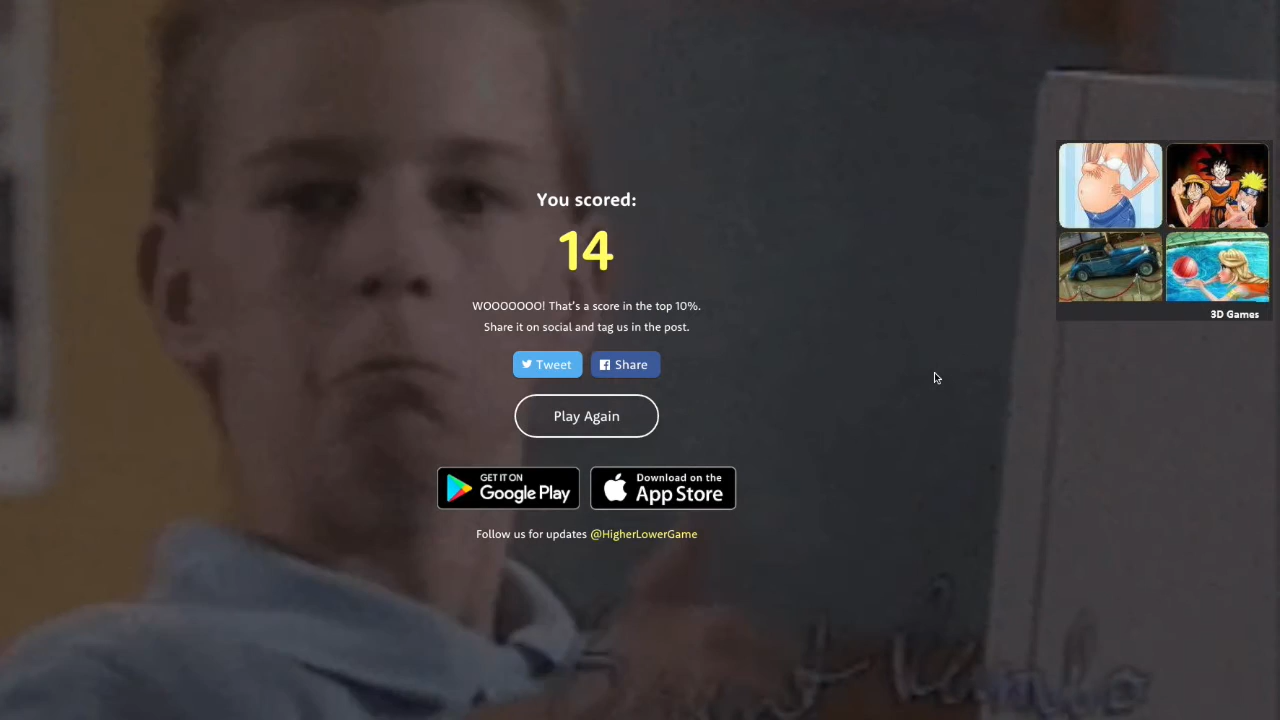 You scored:
14
WOOOOOOO! That's a score in the top 10%.
Share it on social and tag us in the post.
Tweet
Share
Play Again
GET IT ON
Google Play
Download on the
App Store
Follow us for updates @HigherLowerGame
3D Games